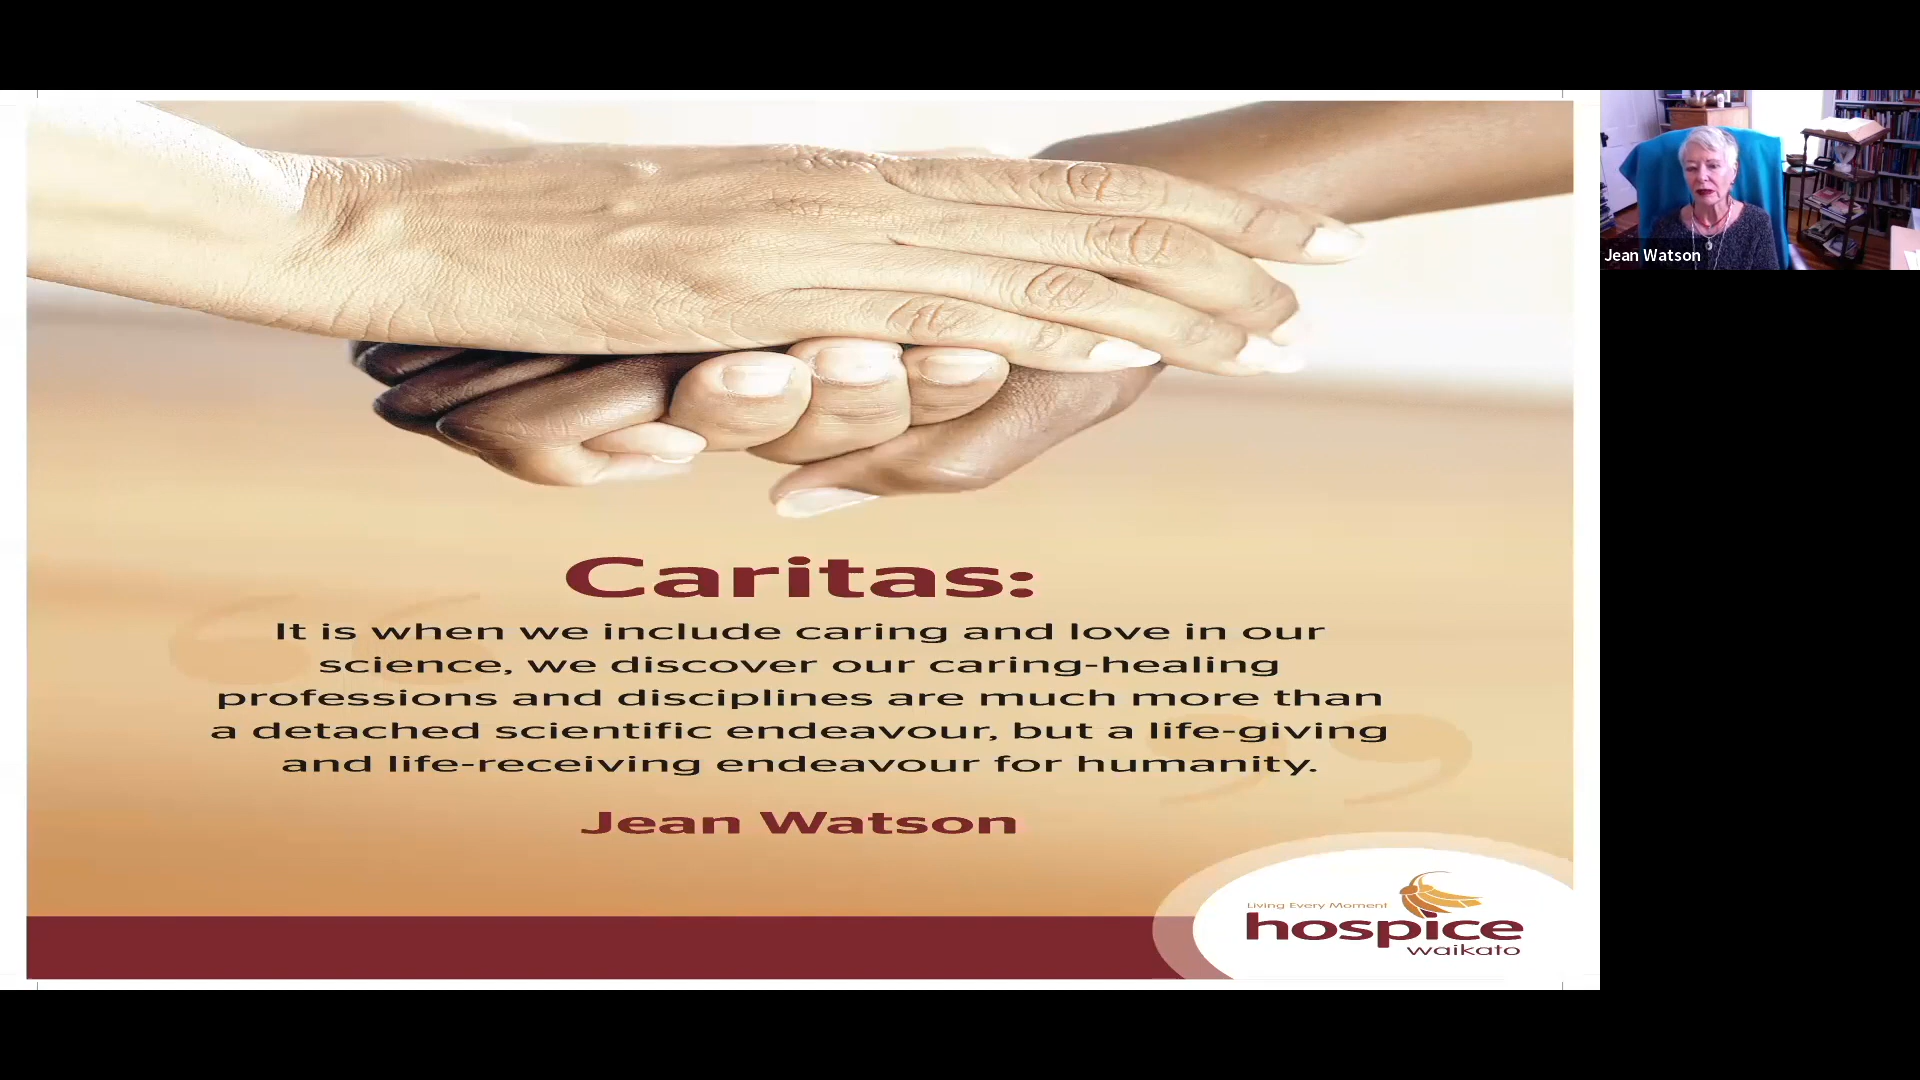 Caritas:
It is when we include caring and love in our
science, we discover our caring-healing
professions and disciplines are much more than
a detached scientific endeavour, but a life-giving
and life-receiving endeavour for humanity.
Jean Watson
Living Every Moment
hospice
waikato
Jean Watson